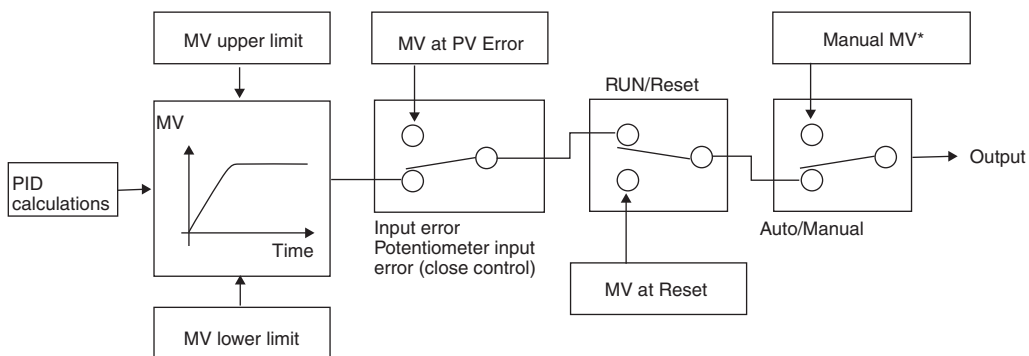 MV upper limit
MV at PV Error
Manual MV*
RUN/Reset
MV
PID
calculations
Time
Output
Input error
Potentiometer input
error (close control)
Auto/Manual
MV at Reset
MV lower limit